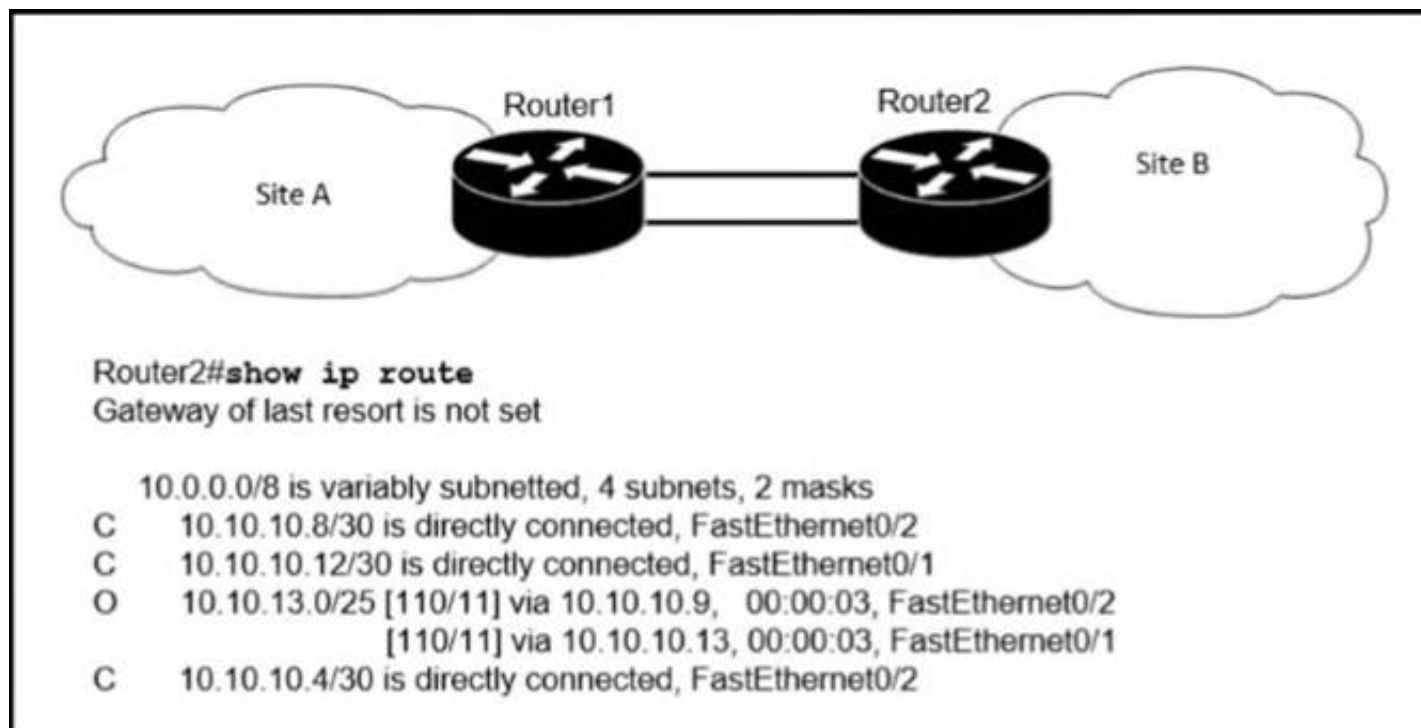 Router1
Router2
Site A
Site B
Router2#show ip route
Gateway of last resort is not set
10.0.0.0/8 is variably subnetted, 4 subnets, 2 masks
C 10.10.10.8/30 is directly connected, FastEthernet0/2
C 10.10.10.12/30 is directly connected, FastEthernet0/1
O 10.10.13.0/25 [110/11] via 10.10.10.9, 00:00:03, FastEthernet0/2
[110/11] via 10.10.10.13, 00:00:03, FastEthernet0/1
C 10.10.10.4/30 is directly connected, FastEthernet0/2